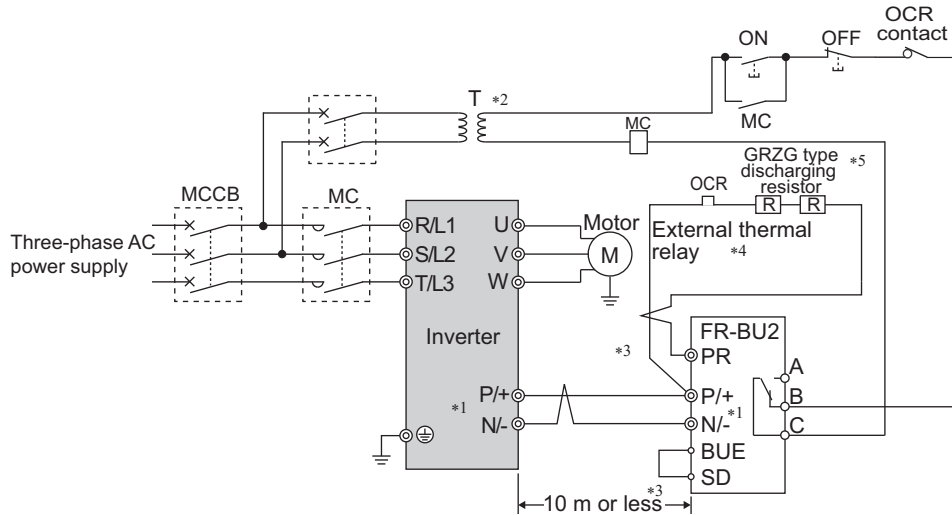 OCR
contact
ON
OFF
T *2
MC
MC
GRZG type
discharging
resistor
*5
OCR
R
R
MCCB
MC
External thermal
relay *4
Three-phase AC
power supply
R/L1
S/L2
T/L3
U
V
W
Motor
M
Inverter
*3
FR-BU2
PR
A
B
C
*1
P/+
N/-
P/+
N/-
*1
BUE
SD
*3
10 m or less